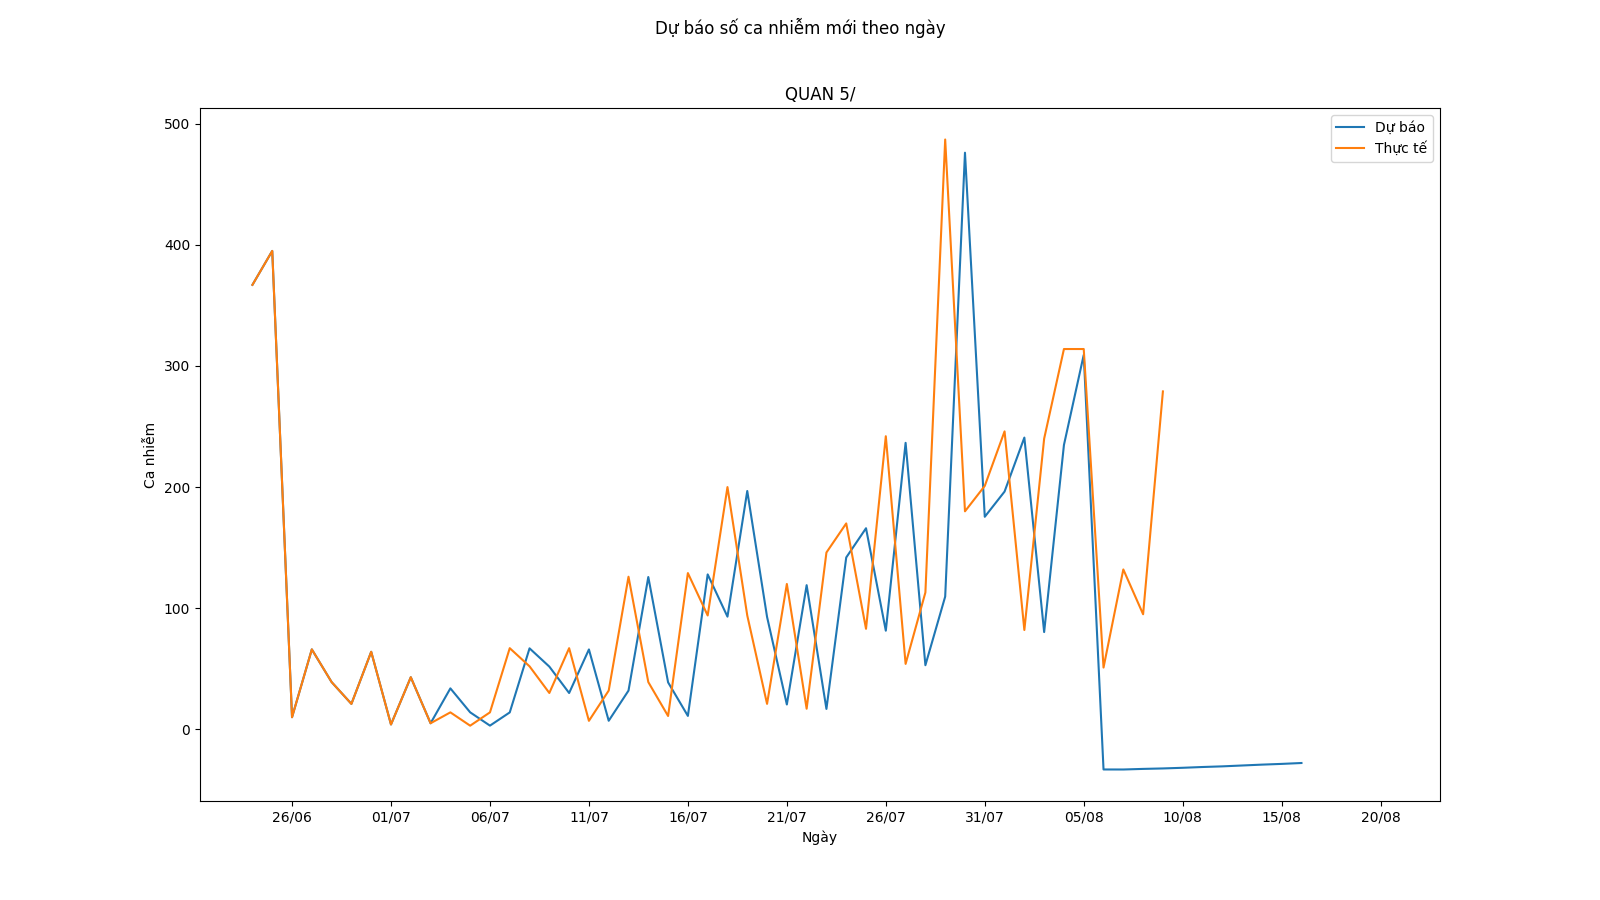 Dự báo số ca nhiễm mới theo ngày
QUAN 5/
Dự báo
Thực tế
500
400
300
200
100
0
Ca nhiễm
26/06 01/07 06/07 11/07 16/07 21/07 26/07 31/07 05/08 10/08 15/08 20/08
Ngày